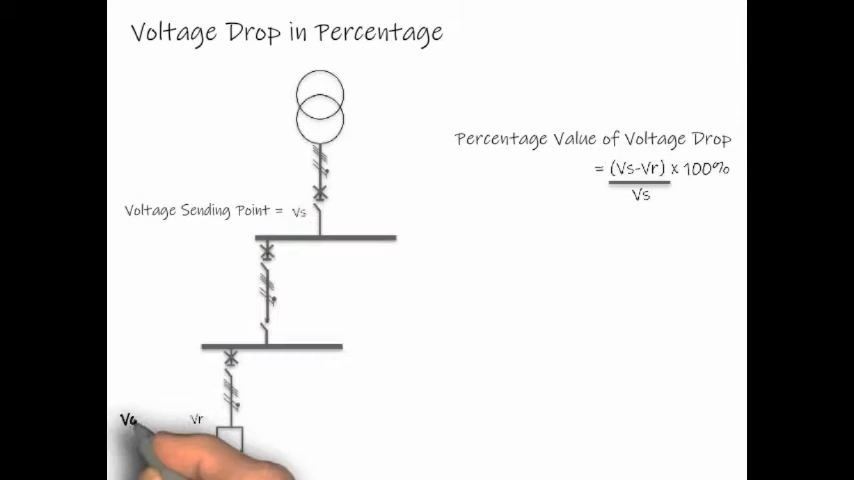 Voltage Drop in Percentage
Percentage Value of Voltage Drop
= (Vs-Vr) x 100%
Vs
Voltage Sending Point = Vs
Vr